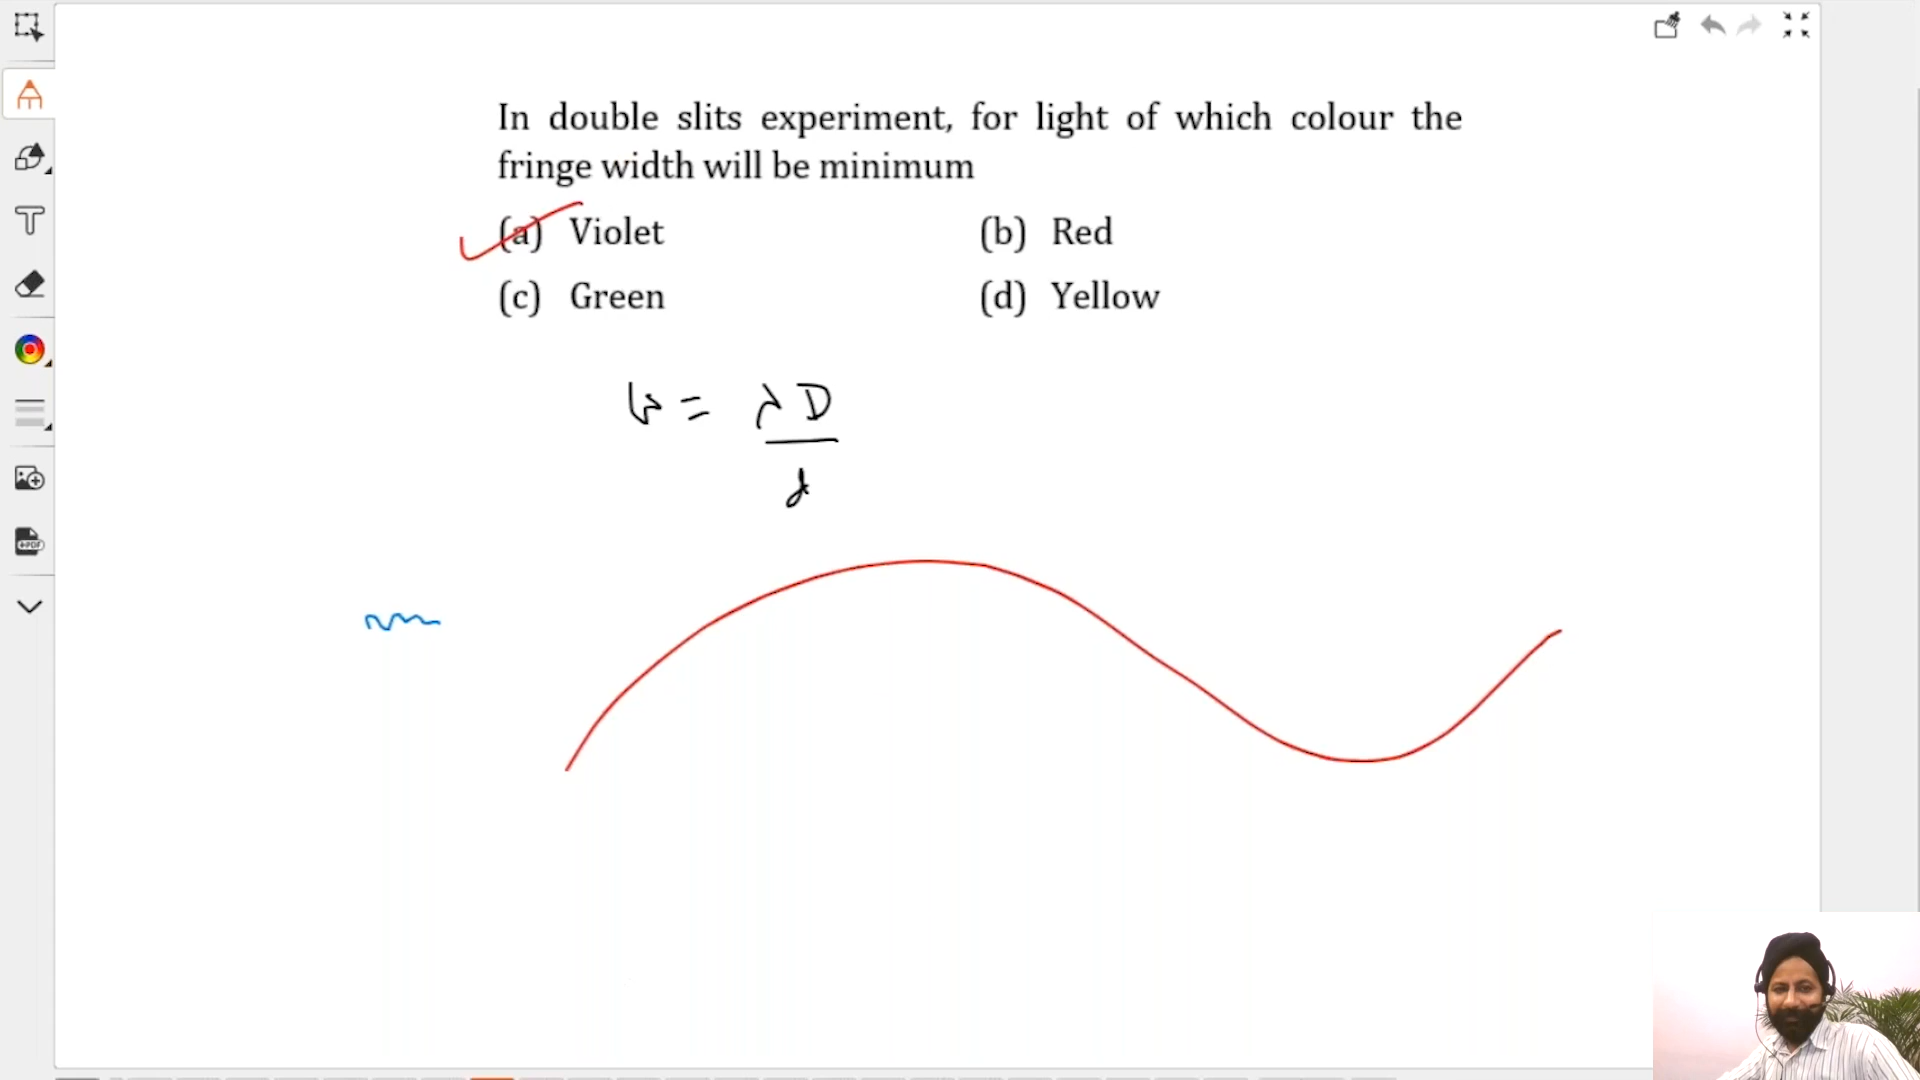 In double slits experiment, for light of which colour the
fringe width will be minimum
(a) Violet (b) Red
(c) Green (d) Yellow
λ D
d